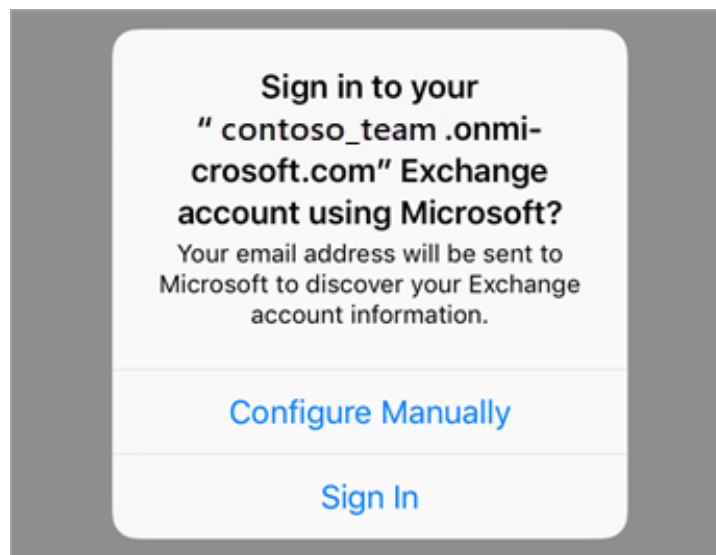 Sign in to your
“ contoso_team .onmi-
crosoft.com” Exchange
account using Microsoft?
Your email address will be sent to
Microsoft to discover your Exchange
account information.
Configure Manually
Sign In